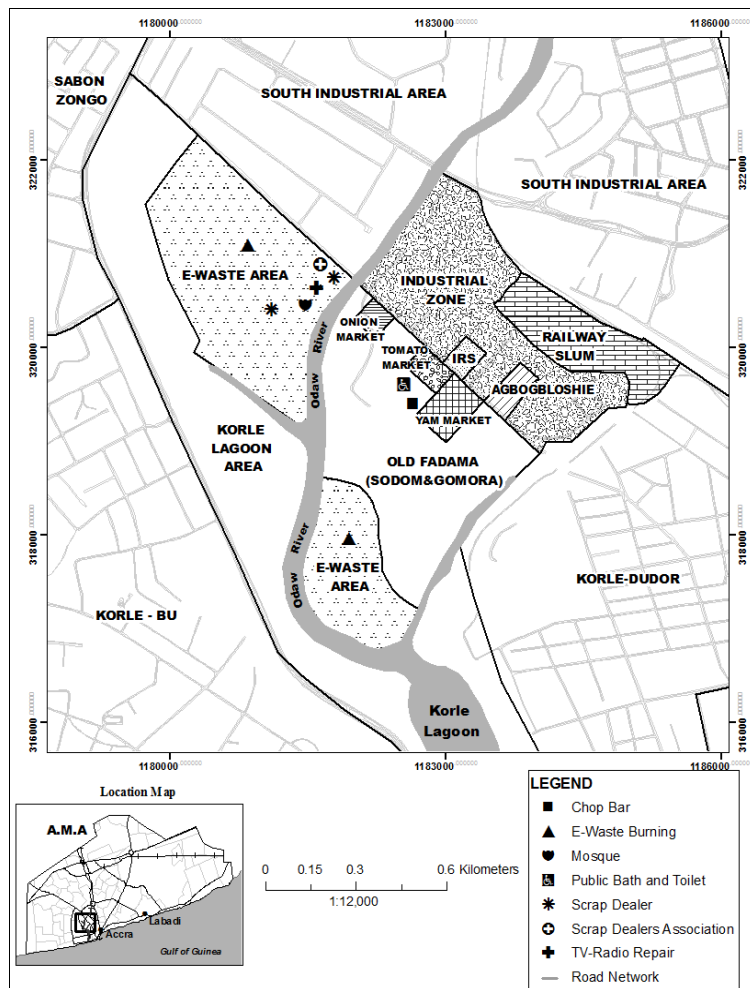 1180000
1183000
1186000
SABON
ZONGO
SOUTH INDUSTRIAL AREA
322000
322000
SOUTH INDUSTRIAL AREA
E-WASTE AREA
INDUSTRIAL
ZONE
ONION
MARKET
River
Odaw
TOMATO
MARKET
IRS
RAILWAY
SLUM
320000
320000
AGBOGBLOSHIE
YAM MARKET
KORLE
LAGOON
AREA
OLD FADAMA
(SODOM&GOMORA)
318000
318000
River
Odaw
E-WASTE
AREA
KORLE-DUDOR
KORLE - BU
Korle
Lagoon
316000
316000
1180000
1183000
1186000
Location Map
A.M.A
Labadi
Accra
Gulf of Guinea
0 0.15 0.3 0.6 Kilometers
1:12,000
LEGEND
Chop Bar
E-Waste Burning
Mosque
Public Bath and Toilet
Scrap Dealer
Scrap Dealers Association
TV-Radio Repair
Road Network